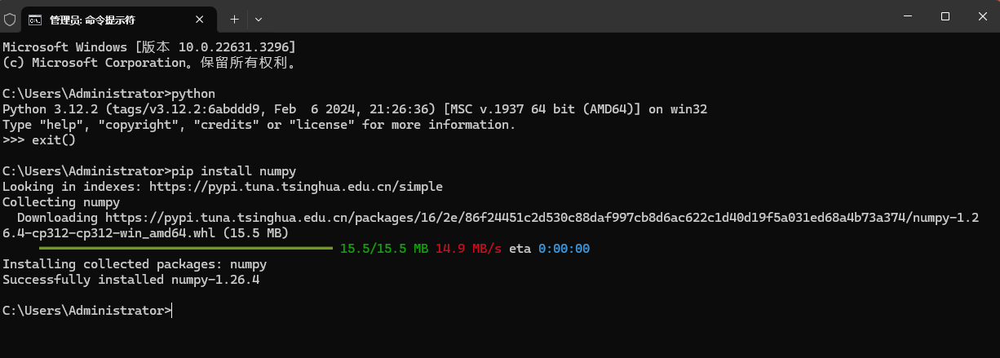 管理员: 命令提示符
Microsoft Windows [版本 10.0.22631.3296]
(c) Microsoft Corporation。保留所有权利。
C:\Users\Administrator>python
Python 3.12.2 (tags/v3.12.2:6abddd9, Feb  6 2024, 21:26:36) [MSC v.1937 64 bit (AMD64)] on win32
Type "help", "copyright", "credits" or "license" for more information.
>>> exit()
C:\Users\Administrator>pip install numpy
Looking in indexes: https://pypi.tuna.tsinghua.edu.cn/simple
Collecting numpy
  Downloading https://pypi.tuna.tsinghua.edu.cn/packages/16/2e/86f24451c2d530c88daf997cb8d6ac622c1d40d19f5a031ed68a4b73a374/numpy-1.2
6.4-cp312-cp312-win_amd64.whl (15.5 MB)
15.5/15.5 MB 14.9 MB/s eta 0:00:00
Installing collected packages: numpy
Successfully installed numpy-1.26.4
C:\Users\Administrator>